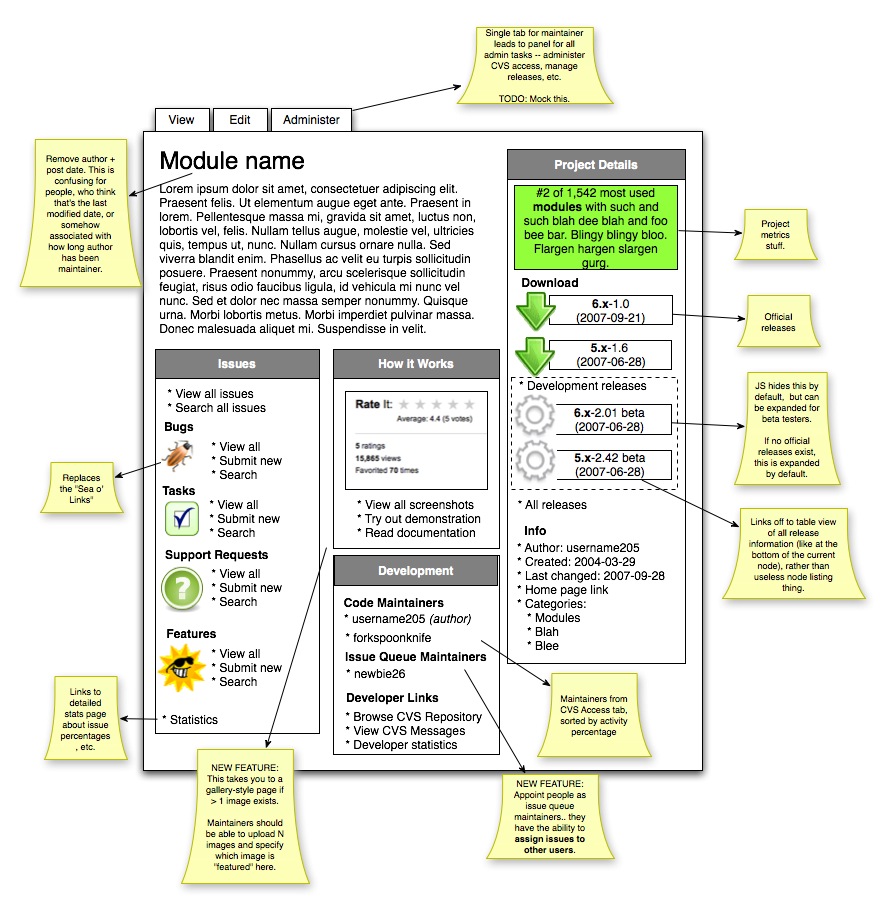 Single tab for maintainer
leads to panel for all
admin tasks -- administer
CVS access, manage
releases, etc.
TODO: Mock this.
View
Edit
Administer
Remove author +
post date. This is
confusing for
people, who think
that's the last
modified date, or
somehow
associated with
how long author
has been
maintainer.
Module name
Lorem ipsum dolor sit amet, consectetuer adipiscing elit.
Praesent felis. Ut elementum augue eget ante. Praesent in
lorem. Pellentesque massa mi, gravida sit amet, luctus non,
lobortis vel, felis. Nullam tellus augue, molestie vel, ultricies
quis, tempus ut, nunc. Nullam cursus ornare nulla. Sed
viverra blandit enim. Phasellus ac velit eu turpis sollicitudin
posuere. Praesent nonummy, arcu scelerisque sollicitudin
feugiat, risus odio faucibus ligula, id vehicula mi nunc vel
nunc. Sed et dolor nec massa semper nonummy. Quisque
urna. Morbi lobortis metus. Morbi imperdiet pulvinar massa.
Donec malesuada aliquet mi. Suspendisse in velit.
Project Details
#2 of 1,542 most used
modules with such and
such blah dee blah and foo
bee bar. Blingy blingy bloo.
Flargen hargen slargen
gurg.
Project
metrics
stuff.
Download
6.x-1.0
(2007-09-21)
Official
releases
5.x-1.6
(2007-06-28)
* Development releases
6.x-2.01 beta
(2007-06-28)
5.x-2.42 beta
(2007-06-28)
JS hides this by
default, but can
be expanded for
beta testers.
If no official
releases exist,
this is expanded
by default.
* All releases
Links off to table view
of all release
information (like at the
bottom of the current
node), rather than
useless node listing
thing.
Info
* Author: username205
* Created: 2004-03-29
* Last changed: 2007-09-28
* Home page link
* Categories:
* Modules
* Blah
* Blee
Issues
* View all issues
* Search all issues
Bugs
* View all
* Submit new
* Search
Replaces
the "Sea o'
Links"
Tasks
* View all
* Submit new
* Search
Support Requests
* View all
* Submit new
* Search
Features
* View all
* Submit new
* Search
* Statistics
Links to
detailed
stats page
about issue
percentages
, etc.
How it Works
Rate It:
Average: 4.4 (5 votes)
5 ratings
15,865 views
Favorited 70 times
* View all screenshots
* Try out demonstration
* Read documentation
Development
Code Maintainers
* username205 (author)
* forkspoonknife
Issue Queue Maintainers
* newbie26
Developer Links
* Browse CVS Repository
* View CVS Messages
* Developer statistics
Maintainers from
CVS Access tab,
sorted by activity
percentage
NEW FEATURE:
This takes you to a
gallery-style page if
> 1 image exists.
Maintainers should
be able to upload N
images and specify
which image is
"featured" here.
NEW FEATURE:
Appoint people as
issue queue
maintainers.. they
have the ability to
assign issues to
other users.